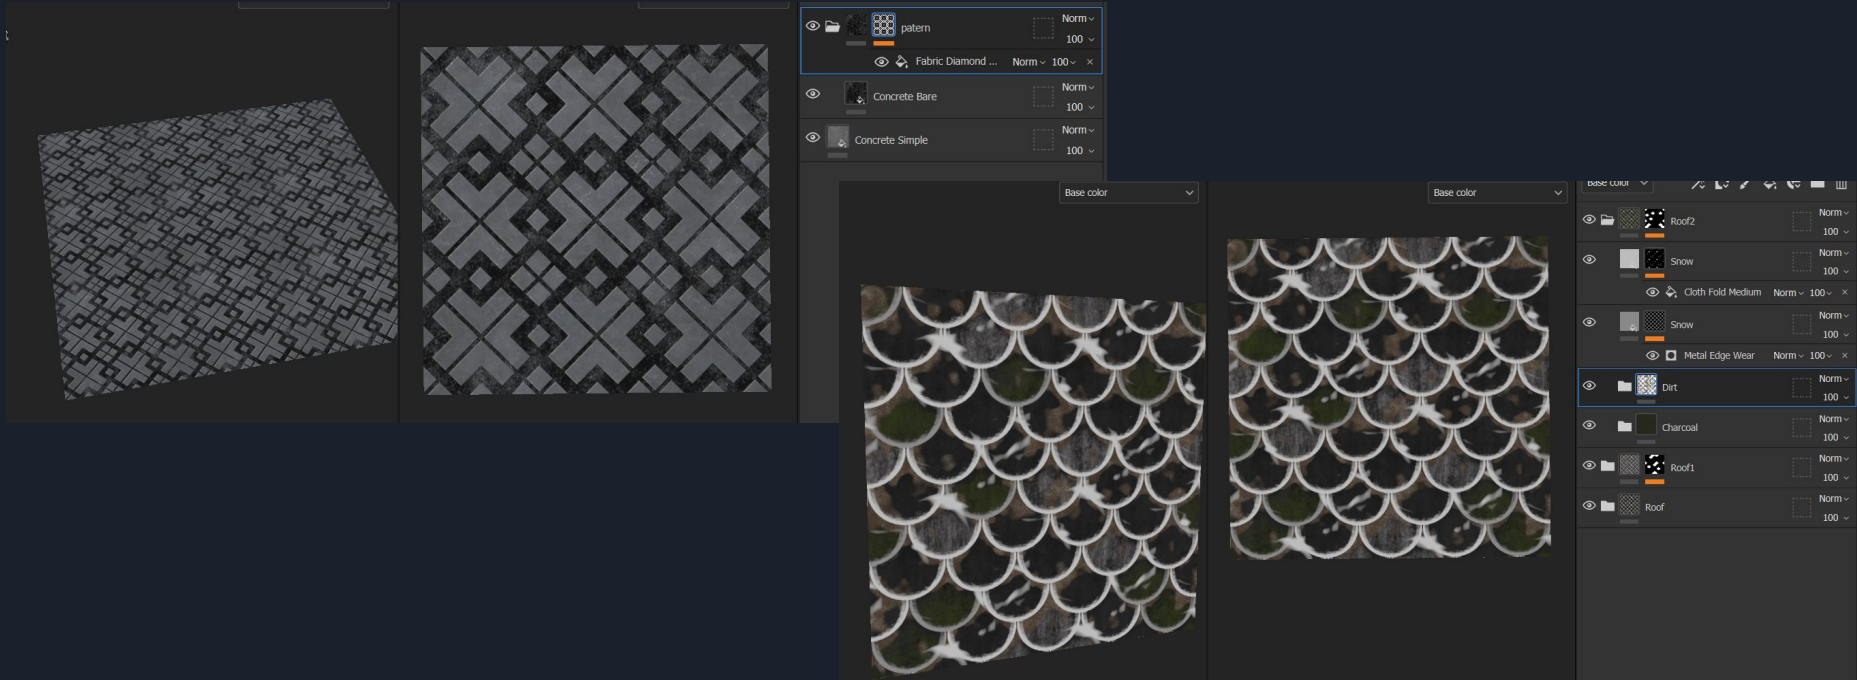 patern
Norm
100
Fabric Diamond ...
Norm
100
Concrete Bare
Norm
100
Concrete Simple
Norm
100
Base color
Base color
Base color
Roof2
Norm
100
Snow
Norm
100
Cloth Fold Medium
Norm
100
Snow
Norm
100
Metal Edge Wear
Norm
100
Dirt
Norm
100
Charcoal
Norm
100
Roof1
Norm
100
Roof
Norm
100